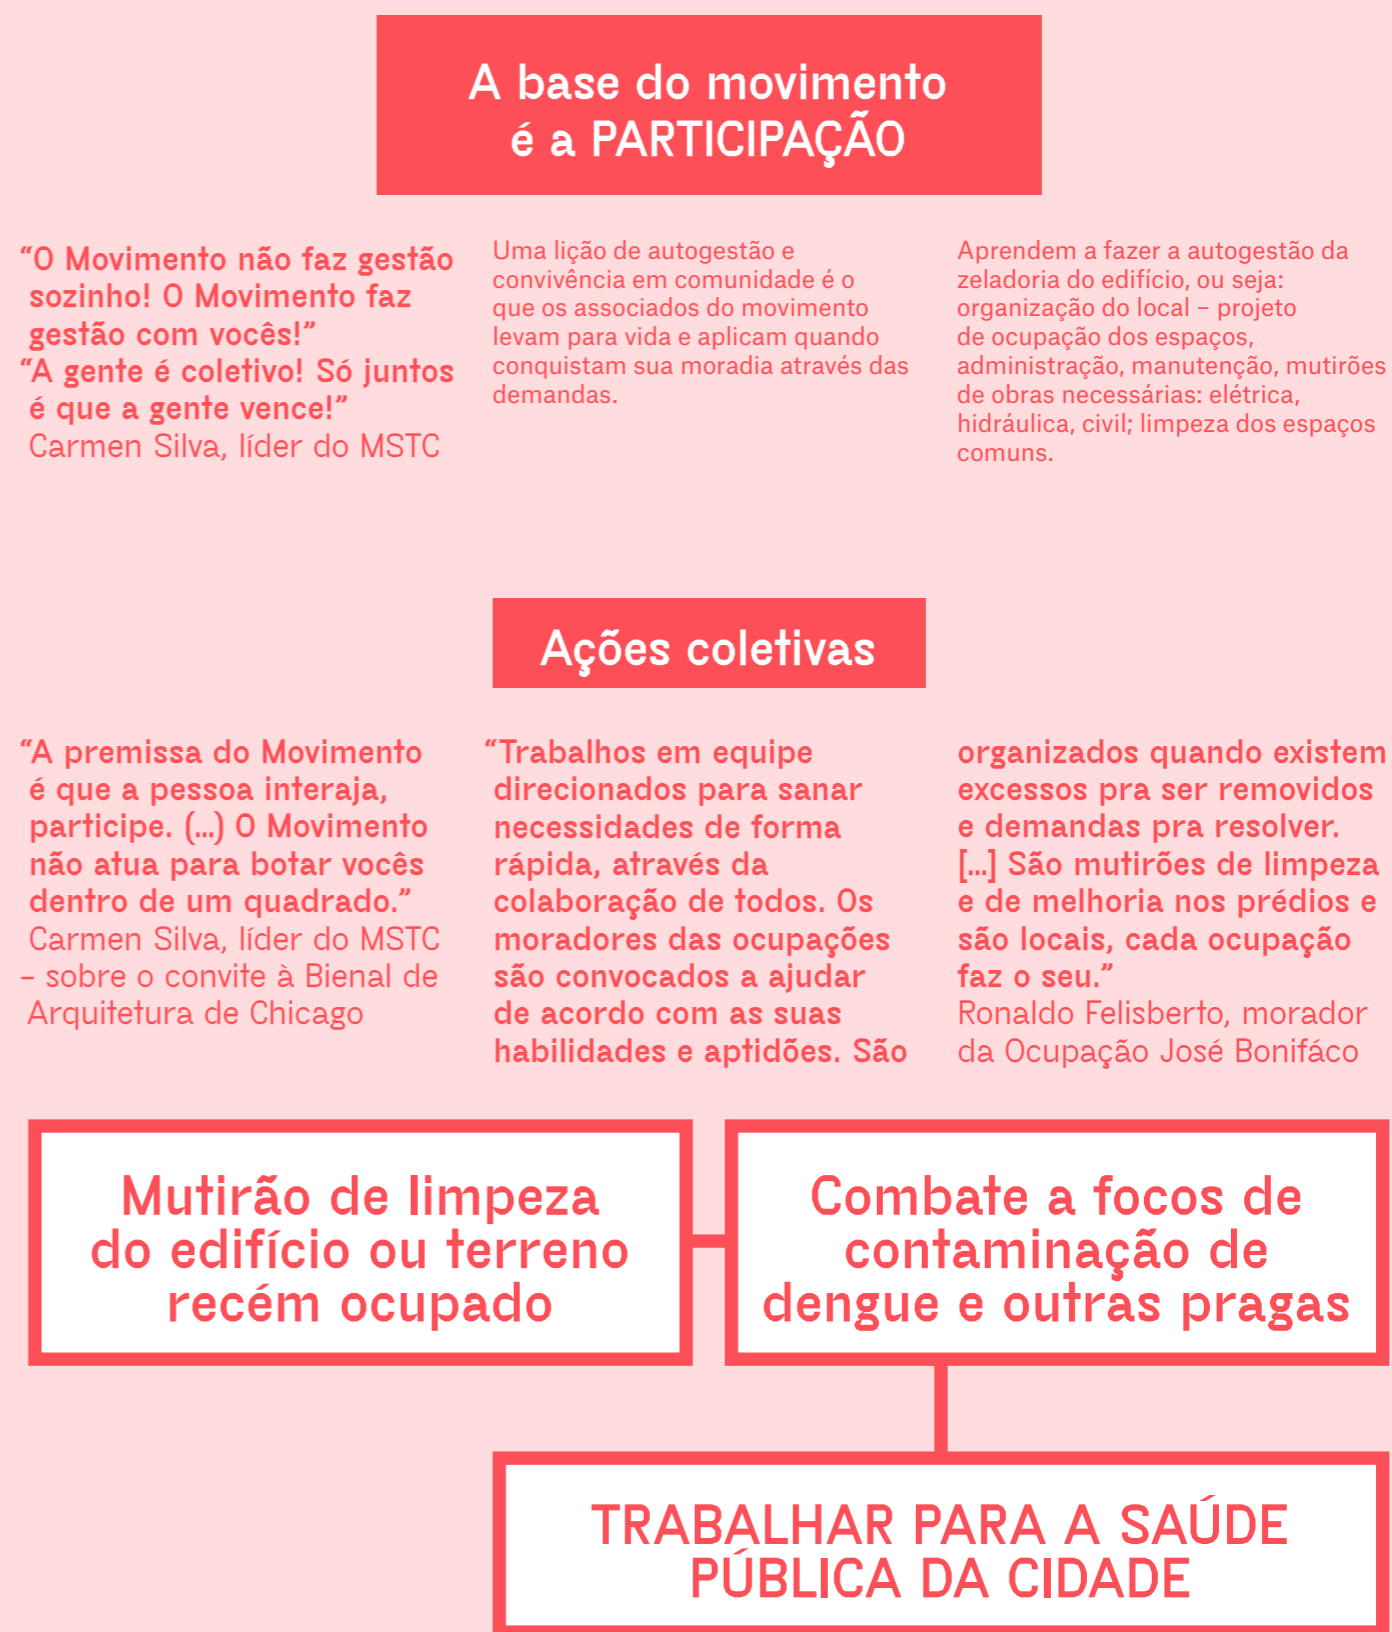 A base do movimento
é a PARTICIPAÇÃO
“O Movimento não faz gestão
sozinho! O Movimento faz
gestão com vocês!”
“A gente é coletivo! Só juntos
é que a gente vence!”
Carmen Silva, líder do MSTC
Uma lição de autogestão e
convivência em comunidade é o
que os associados do movimento
levam para vida e aplicam quando
conquistam sua moradia através das
demandas.
Aprendem a fazer a autogestão da
zeladoria do edifício, ou seja:
organização do local – projeto
de ocupação dos espaços,
administração, manutenção, mutirões
de obras necessárias: elétrica,
hidráulica, civil; limpeza dos espaços
comuns.
Ações coletivas
“A premissa do Movimento
é que a pessoa interaja,
participe. (...) O Movimento
não atua para botar vocês
dentro de um quadrado.”
Carmen Silva, líder do MSTC
– sobre o convite à Bienal de
Arquitetura de Chicago
“Trabalhos em equipe
direcionados para sanar
necessidades de forma
rápida, através da
colaboração de todos. Os
moradores das ocupações
são convocados a ajudar
de acordo com as suas
habilidades e aptidões. São
organizados quando existem
excessos pra ser removidos
e demandas pra resolver.
[...] São mutirões de limpeza
e de melhoria nos prédios e
são locais, cada ocupação
faz o seu.”
Ronaldo Felisberto, morador
da Ocupação José Bonifáco
Mutirão de limpeza
do edifício ou terreno
recém ocupado
Combate a focos de
contaminação de
dengue e outras pragas
TRABALHAR PARA A SAÚDE
PÚBLICA DA CIDADE